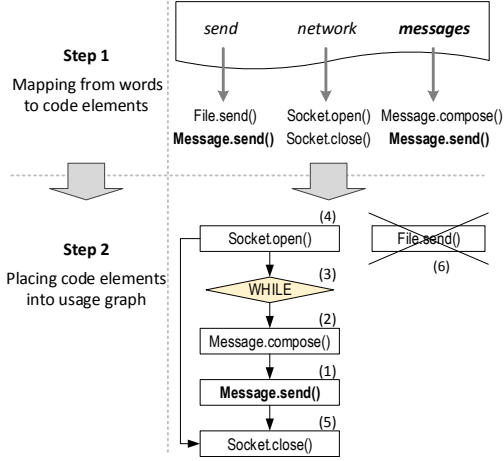 send network messages
Step 1
Mapping from words
to code elements
File.send() Socket.open() Message.compose()
Message.send() Socket.close() Message.send()
Step 2
Placing code elements
into usage graph
(4)
Socket.open()
File.send()
(6)
(3)
WHILE
(2)
Message.compose()
(1)
Message.send()
(5)
Socket.close()